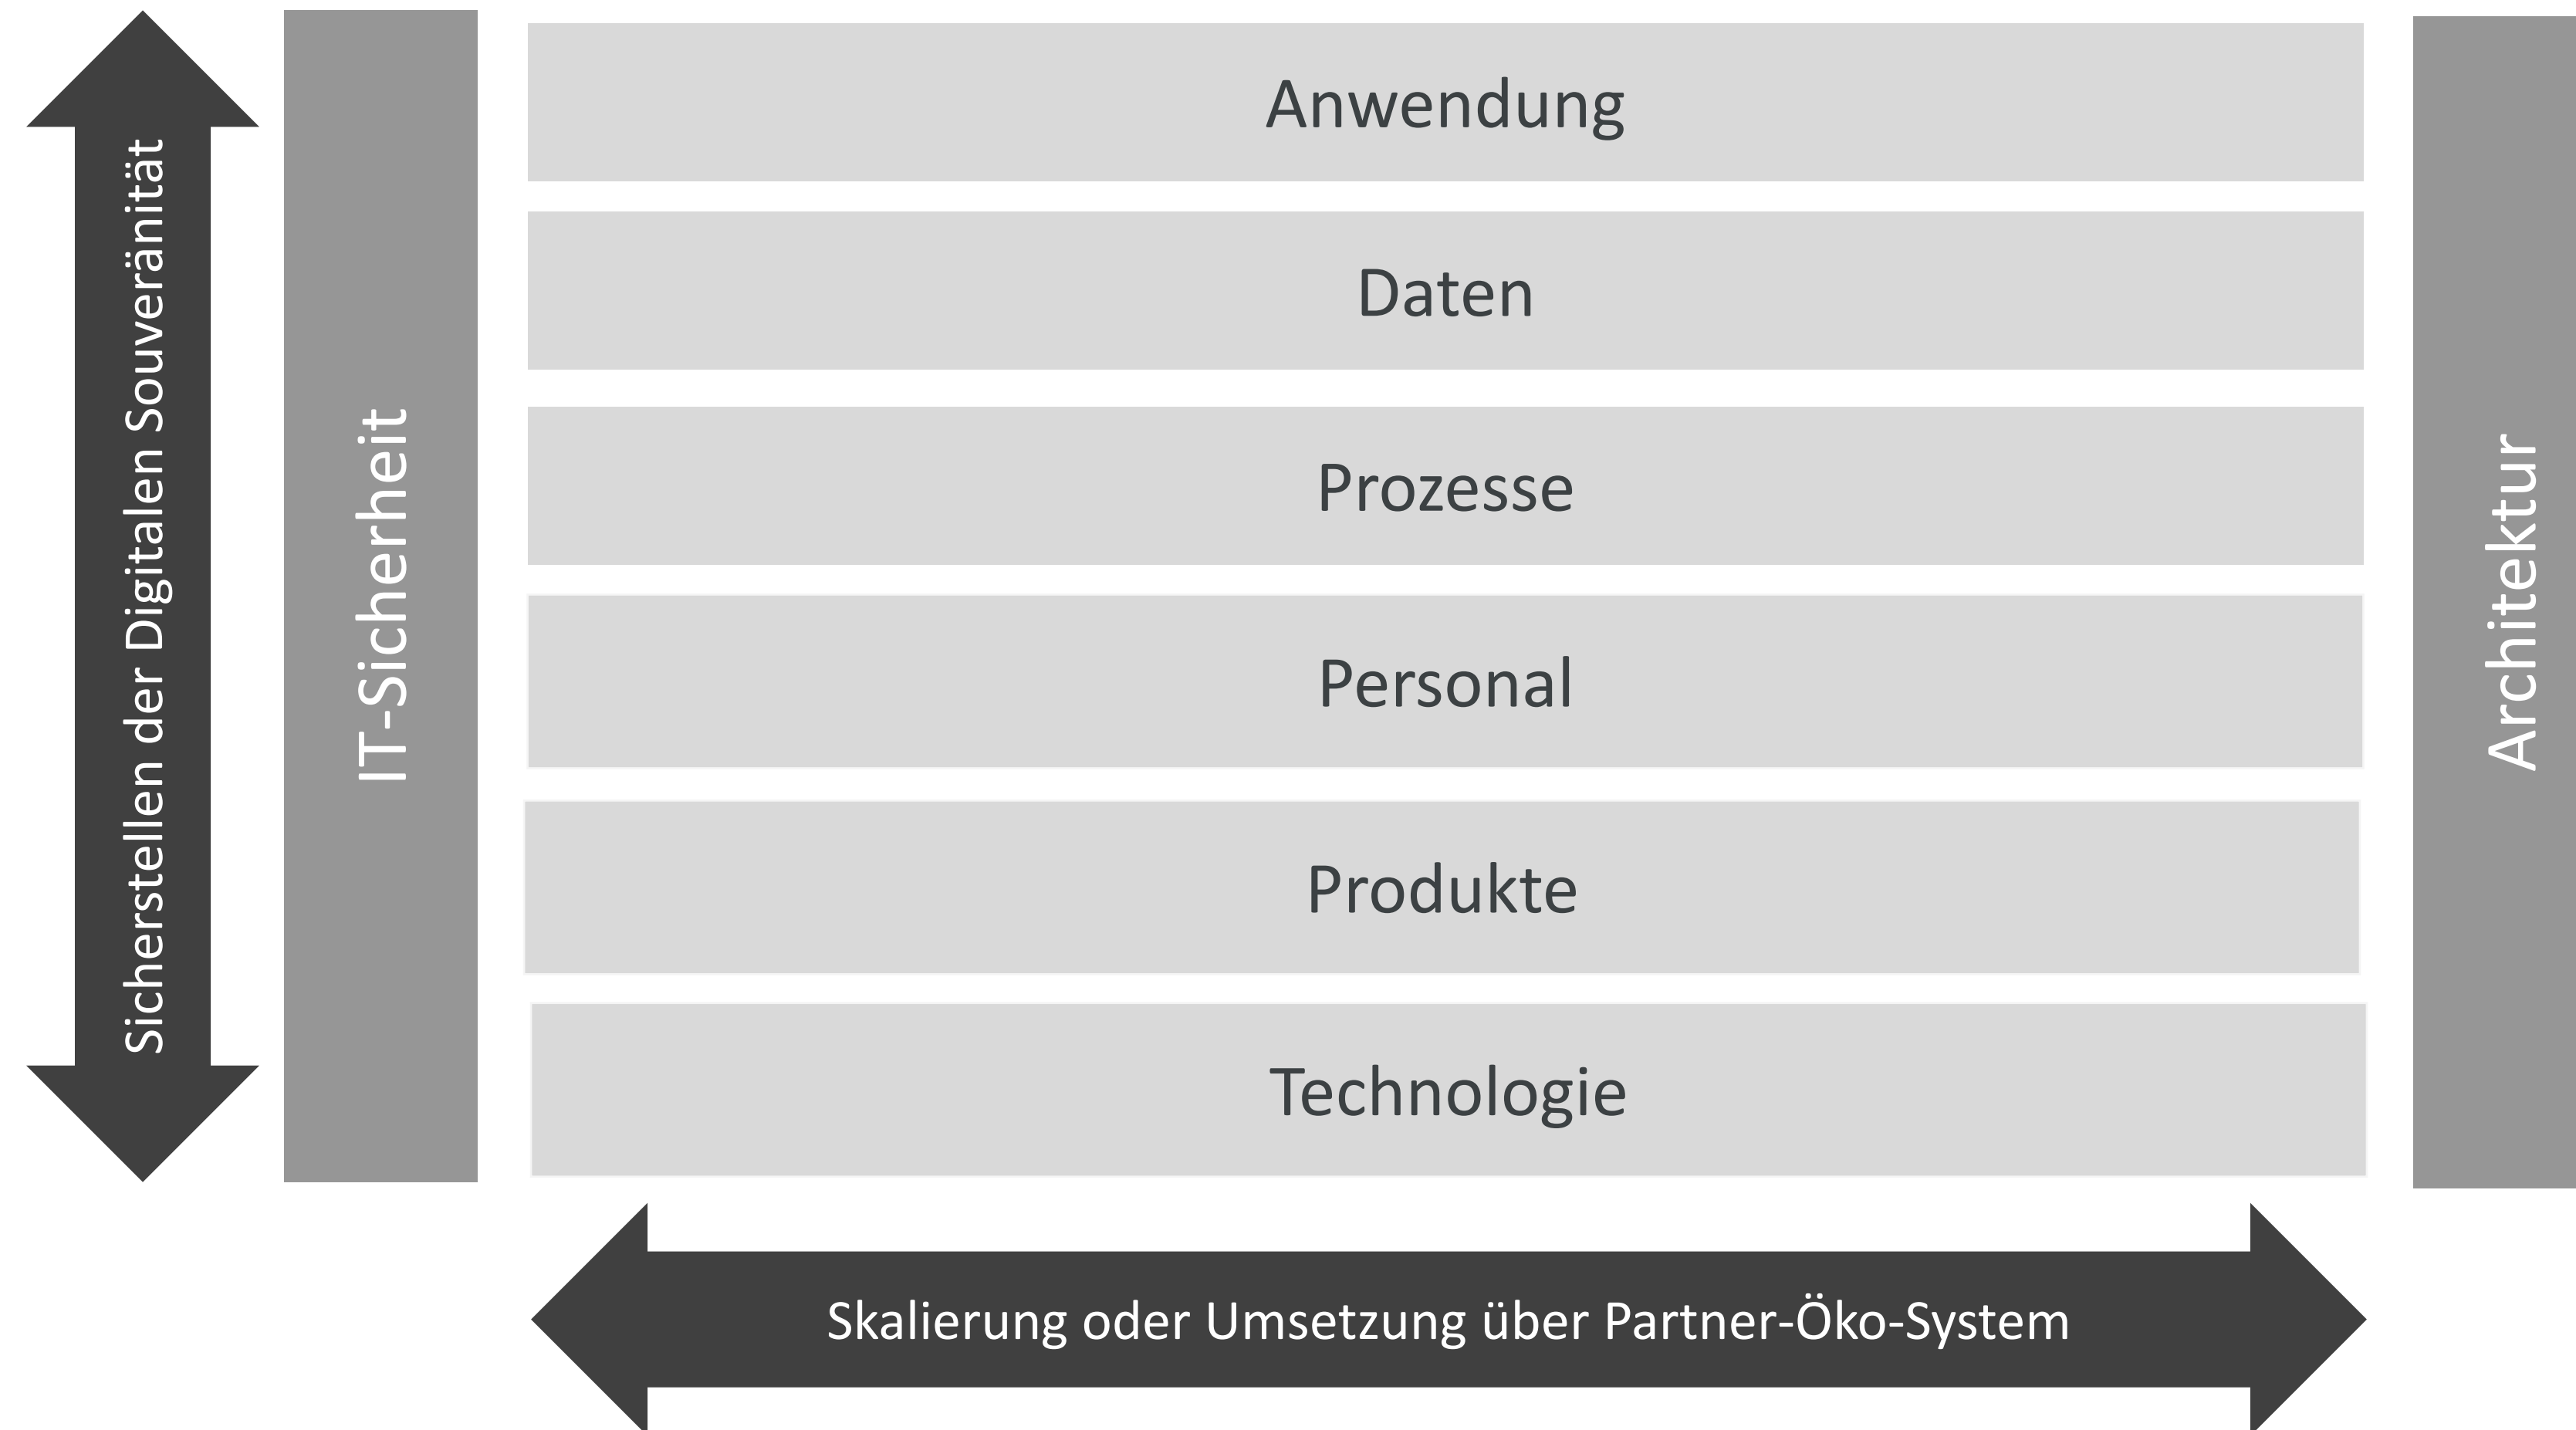 Sicherstellen der Digitalen Souveränität
IT-Sicherheit
Anwendung
Daten
Prozesse
Personal
Produkte
Technologie
Architektur
Skalierung oder Umsetzung über Partner-Öko-System